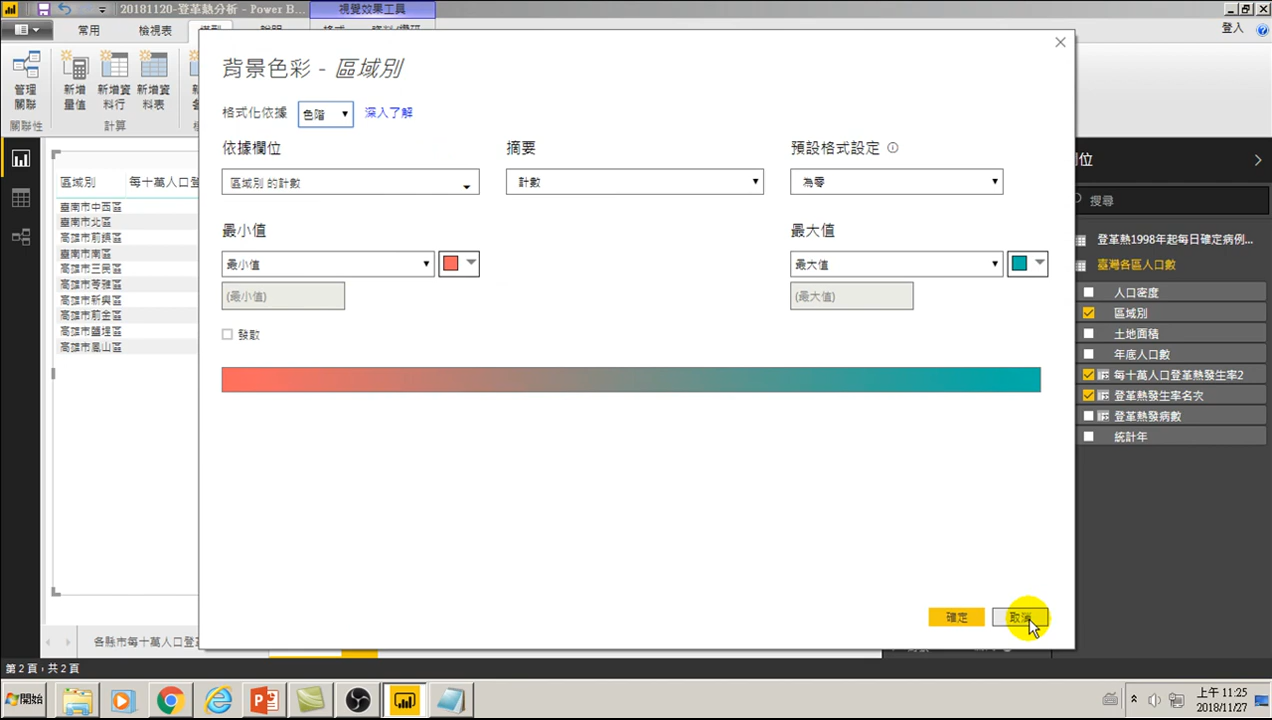 20181120-登革熱分析 - Power B...
視覺效果工具
常用
檢視表
登入
管理
關聯
新增
量值
新增資
料行
新增資
料表
關聯性
計算
背景色彩 - 區域別
格式化依據
色階
深入了解
依據欄位
摘要
預設格式設定
區域別 的計數
計數
為零
最小值
最大值
最小值
最大值
(最小值)
(最大值)
發散
確定
取消
區域別
每十萬人口登
臺南市中西區
臺南市北區
高雄市前鎮區
臺南市南區
高雄市三民區
高雄市苓雅區
高雄市新興區
高雄市前金區
高雄市鹽埕區
高雄市鳳山區
搜尋
登革熱1998年起每日確定病例...
臺灣各區人口數
人口密度
區域別
土地面積
年底人口數
每十萬人口登革熱發生率2
登革熱發生率名次
登革熱發病數
統計年
各縣市每十萬人口登
第 2 頁，共 2 頁
開始
上午 11:25
2018/11/27